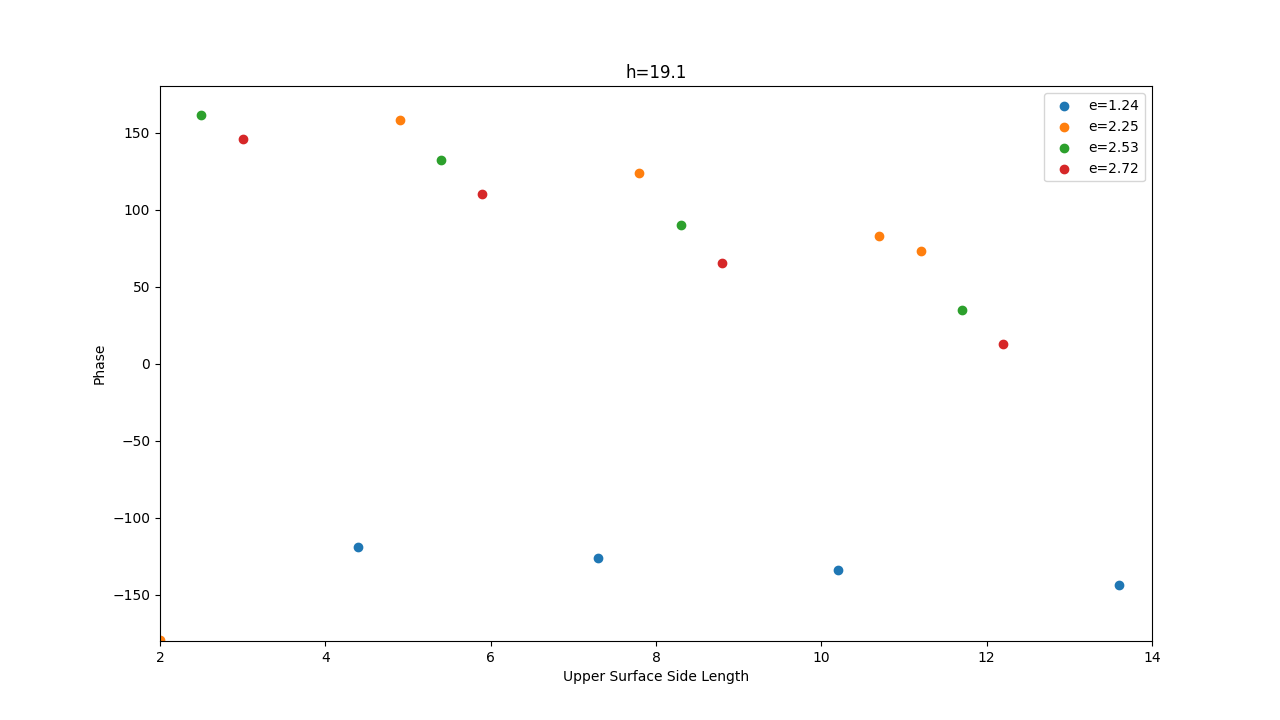 h=19.1
e=1.24
e=2.25
e=2.53
e=2.72
150
100
50
0
−50
−100
−150
Phase
2 4 6 8 10 12 14
Upper Surface Side Length